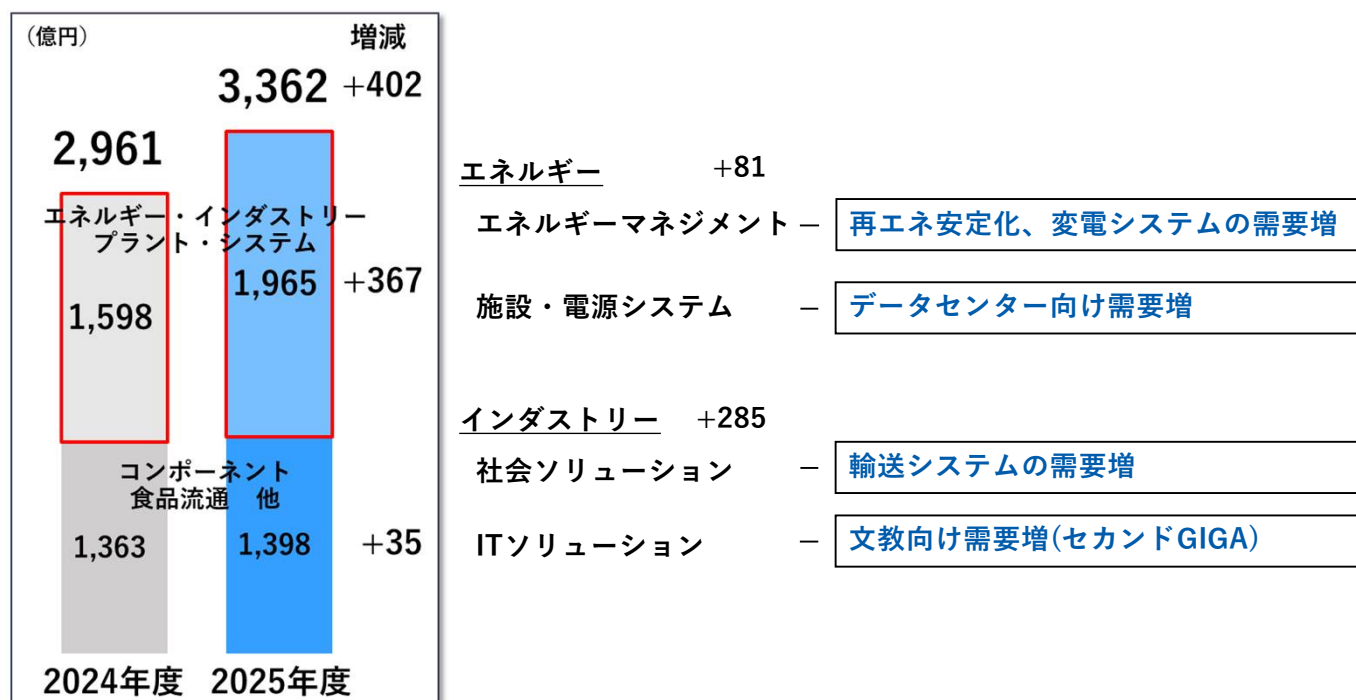 (億円) 増減
3,362 +402
2,961
エネルギー・インダストリー
プラント・システム
1,965 +367
1,598
コンポーネント
食品流通 他
1,363 1,398 +35
2024年度 2025年度
エネルギー +81
エネルギーマネジメント – 再エネ安定化、変電システムの需要増
施設・電源システム – データセンター向け需要増
インダストリー +285
社会ソリューション – 輸送システムの需要増
ITソリューション – 文教向け需要増(セカンドGIGA)